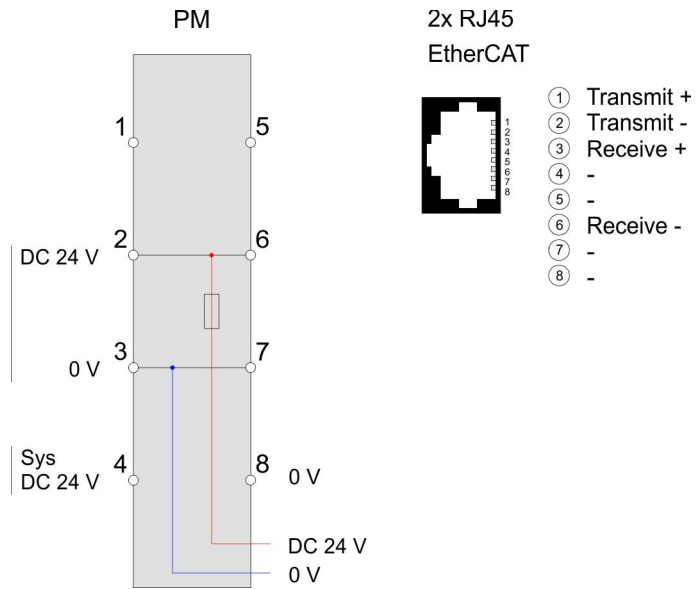 PM
1
5
2
6
DC 24 V
3
7
0 V
Sys
DC 24 V
4
8
0 V
DC 24 V
0 V
2x RJ45
EtherCAT
1
2
3
4
5
6
7
8
1 Transmit +
2 Transmit -
3 Receive +
4 -
5 -
6 Receive -
7 -
8 -